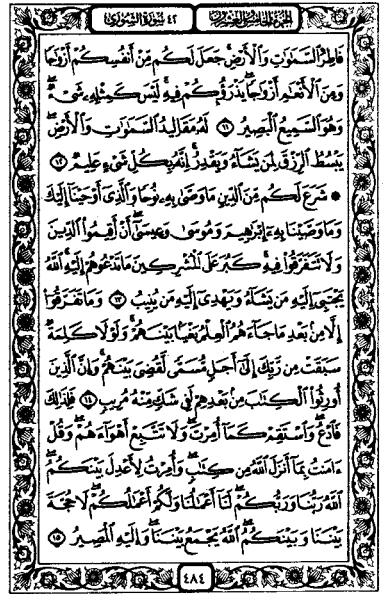 الجزء الخامس والعشرون
٤٢ سورة الشورى
فَاطِرُ ٱلسَّمَٰوَٰتِ وَٱلۡأَرۡضِۚ جَعَلَ لَكُم مِّنۡ أَنفُسِكُمۡ أَزۡوَٰجٗا
وَمِنَ ٱلۡأَنۡعَٰمِ أَزۡوَٰجٗا يَذۡرَؤُكُمۡ فِيهِۚ لَيۡسَ كَمِثۡلِهِۦ شَيۡءٞۖ
وَهُوَ ٱلسَّمِيعُ ٱلۡبَصِيرُ ١١ لَهُۥ مَقَالِيدُ ٱلسَّمَٰوَٰتِ وَٱلۡأَرۡضِۖ
يَبۡسُطُ ٱلرِّزۡقَ لِمَن يَشَآءُ وَيَقۡدِرُۚ إِنَّهُۥ بِكُلِّ شَيۡءٍ عَلِيمٞ ١٢
۞ شَرَعَ لَكُم مِّنَ ٱلدِّينِ مَا وَصَّىٰ بِهِۦ نُوحٗا وَٱلَّذِيٓ أَوۡحَيۡنَآ إِلَيۡكَ
وَمَا وَصَّيۡنَا بِهِۦٓ إِبۡرَٰهِيمَ وَمُوسَىٰ وَعِيسَىٰٓۖ أَنۡ أَقِيمُواْ ٱلدِّينَ
وَلَا تَتَفَرَّقُواْ فِيهِۚ كَبُرَ عَلَى ٱلۡمُشۡرِكِينَ مَا تَدۡعُوهُمۡ إِلَيۡهِۚ ٱللَّهُ
يَجۡتَبِيٓ إِلَيۡهِ مَن يَشَآءُ وَيَهۡدِيٓ إِلَيۡهِ مَن يُنِيبُ ١٣ وَمَا تَفَرَّقُوٓاْ
إِلَّا مِنۢ بَعۡدِ مَا جَآءَهُمُ ٱلۡعِلۡمُ بَغۡيَۢا بَيۡنَهُمۡۚ وَلَوۡلَا كَلِمَةٞ
سَبَقَتۡ مِن رَّبِّكَ إِلَىٰٓ أَجَلٖ مُّسَمّٗى لَّقُضِيَ بَيۡنَهُمۡۚ وَإِنَّ ٱلَّذِينَ
أُورِثُواْ ٱلۡكِتَٰبَ مِنۢ بَعۡدِهِمۡ لَفِي شَكّٖ مِّنۡهُ مُرِيبٖ ١٤ فَلِذَٰلِكَ
فَٱدۡعُۖ وَٱسۡتَقِمۡ كَمَآ أُمِرۡتَۖ وَلَا تَتَّبِعۡ أَهۡوَآءَهُمۡۖ وَقُلۡ
ءَامَنتُ بِمَآ أَنزَلَ ٱللَّهُ مِن كِتَٰبٖۖ وَأُمِرۡتُ لِأَعۡدِلَ بَيۡنَكُمُۖ
ٱللَّهُ رَبُّنَا وَرَبُّكُمۡۖ لَنَآ أَعۡمَٰلُنَا وَلَكُمۡ أَعۡمَٰلُكُمۡۖ لَا حُجَّةَ
بَيۡنَنَا وَبَيۡنَكُمُۖ ٱللَّهُ يَجۡمَعُ بَيۡنَنَاۖ وَإِلَيۡهِ ٱلۡمَصِيرُ ١٥
٤٨٤